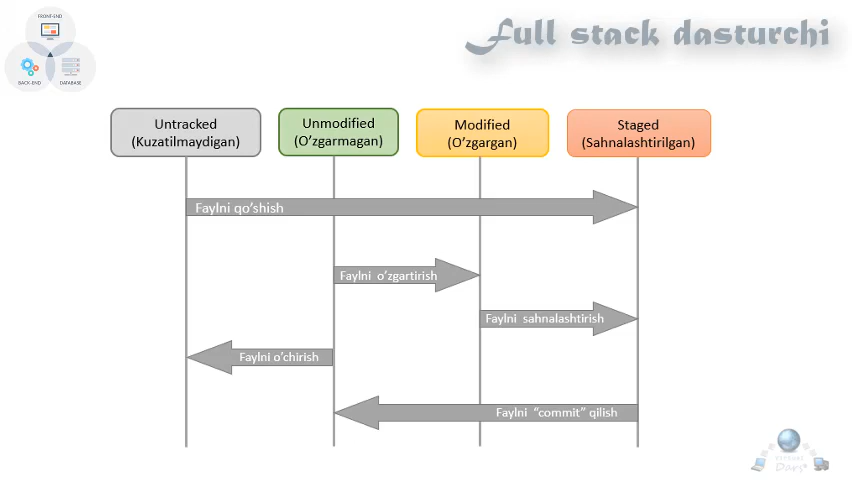 FRONT-END
BACK-END
DATABASE
Full stack dasturchi
Untracked
(Kuzatilmaydigan)
Unmodified
(O'zgarmagan)
Modified
(O'zgargan)
Staged
(Sahnalashtirilgan)
Faylni qo'shish
Faylni o'zgartirish
Faylni sahnalashtirish
Faylni o'chirish
Faylni "commit" qilish
Dars